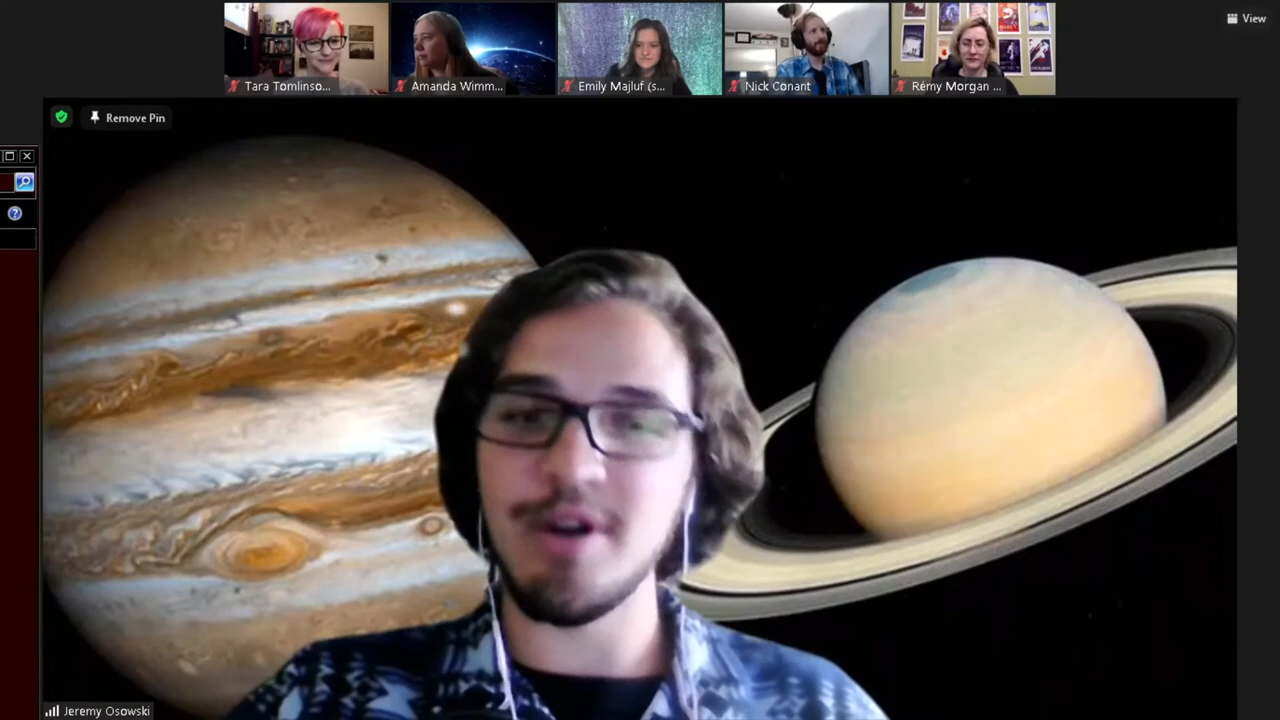 View
Tara Tomlinso...
Amanda Wimm...
Emily Majluf (s...
Nick Conant
Rémy Morgan ...
Remove Pin
Jeremy Osowski